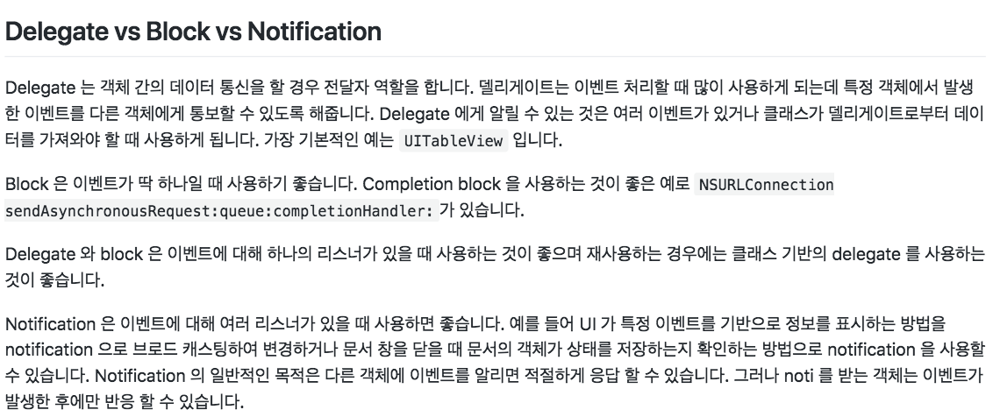 Delegate vs Block vs Notification
Delegate 는 객체 간의 데이터 통신을 할 경우 전달자 역할을 합니다. 델리게이트는 이벤트 처리할 때 많이 사용하게 되는데 특정 객체에서 발생
한 이벤트를 다른 객체에게 통보할 수 있도록 해줍니다. Delegate 에게 알릴 수 있는 것은 여러 이벤트가 있거나 클래스가 델리게이트로부터 데이
터를 가져와야 할 때 사용하게 됩니다. 가장 기본적인 예는 UITableView 입니다.
Block 은 이벤트가 딱 하나일 때 사용하기 좋습니다. Completion block 을 사용하는 것이 좋은 예로 NSURLConnection
sendAsynchronousRequest:queue:completionHandler: 가 있습니다.
Delegate 와 block 은 이벤트에 대해 하나의 리스너가 있을 때 사용하는 것이 좋으며 재사용하는 경우에는 클래스 기반의 delegate 를 사용하는
것이 좋습니다.
Notification 은 이벤트에 대해 여러 리스너가 있을 때 사용하면 좋습니다. 예를 들어 UI 가 특정 이벤트를 기반으로 정보를 표시하는 방법을
notification 으로 브로드 캐스팅하여 변경하거나 문서 창을 닫을 때 문서의 객체가 상태를 저장하는지 확인하는 방법으로 notification 을 사용할
수 있습니다. Notification 의 일반적인 목적은 다른 객체에 이벤트를 알리면 적절하게 응답 할 수 있습니다. 그러나 noti 를 받는 객체는 이벤트가
발생한 후에만 반응 할 수 있습니다.